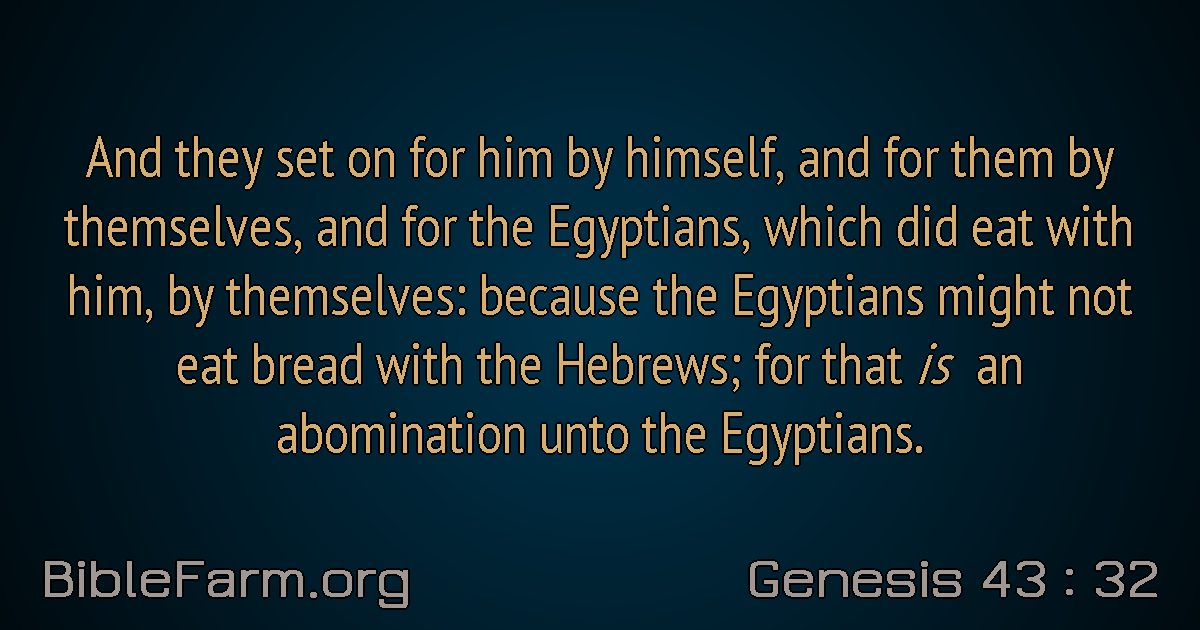 And they set on for him by himself, and for them by
themselves, and for the Egyptians, which did eat with
him, by themselves: because the Egyptians might not
eat bread with the Hebrews; for that is an
abomination unto the Egyptians.
BibleFarm.org
Genesis 43 : 32